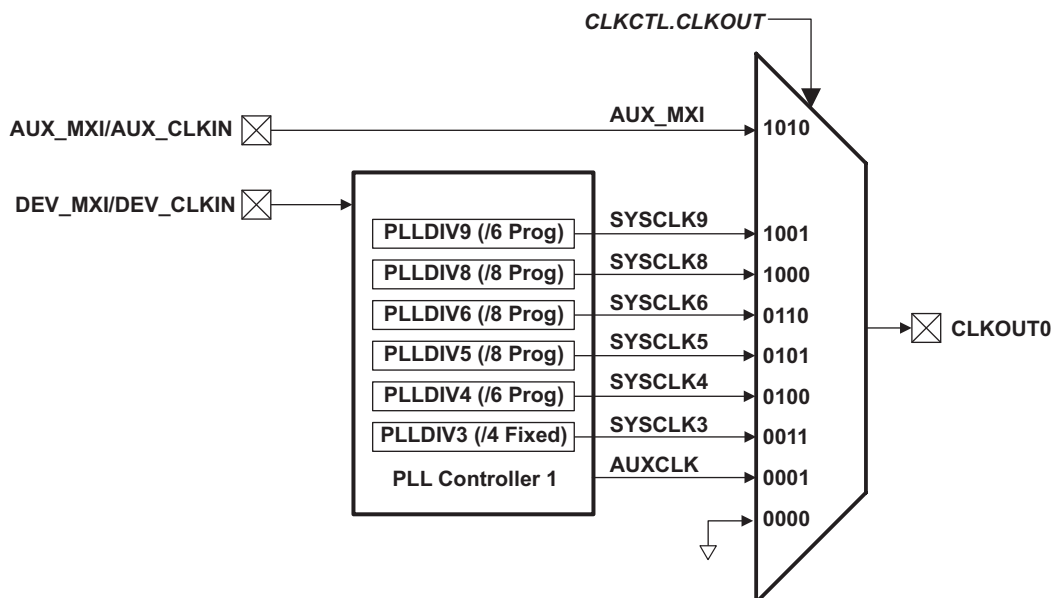 CLKCTL.CLKOUT
AUX_MXI/AUX_CLKIN
AUX_MXI
1010
DEV_MXI/DEV_CLKIN
PLLDIV9 (/6 Prog)
SYSCLK9
1001
PLLDIV8 (/8 Prog)
SYSCLK8
1000
PLLDIV6 (/8 Prog)
SYSCLK6
0110
CLKOUT0
PLLDIV5 (/8 Prog)
SYSCLK5
0101
PLLDIV4 (/6 Prog)
SYSCLK4
0100
PLLDIV3 (/4 Fixed)
SYSCLK3
0011
PLL Controller 1
AUXCLK
0001
0000